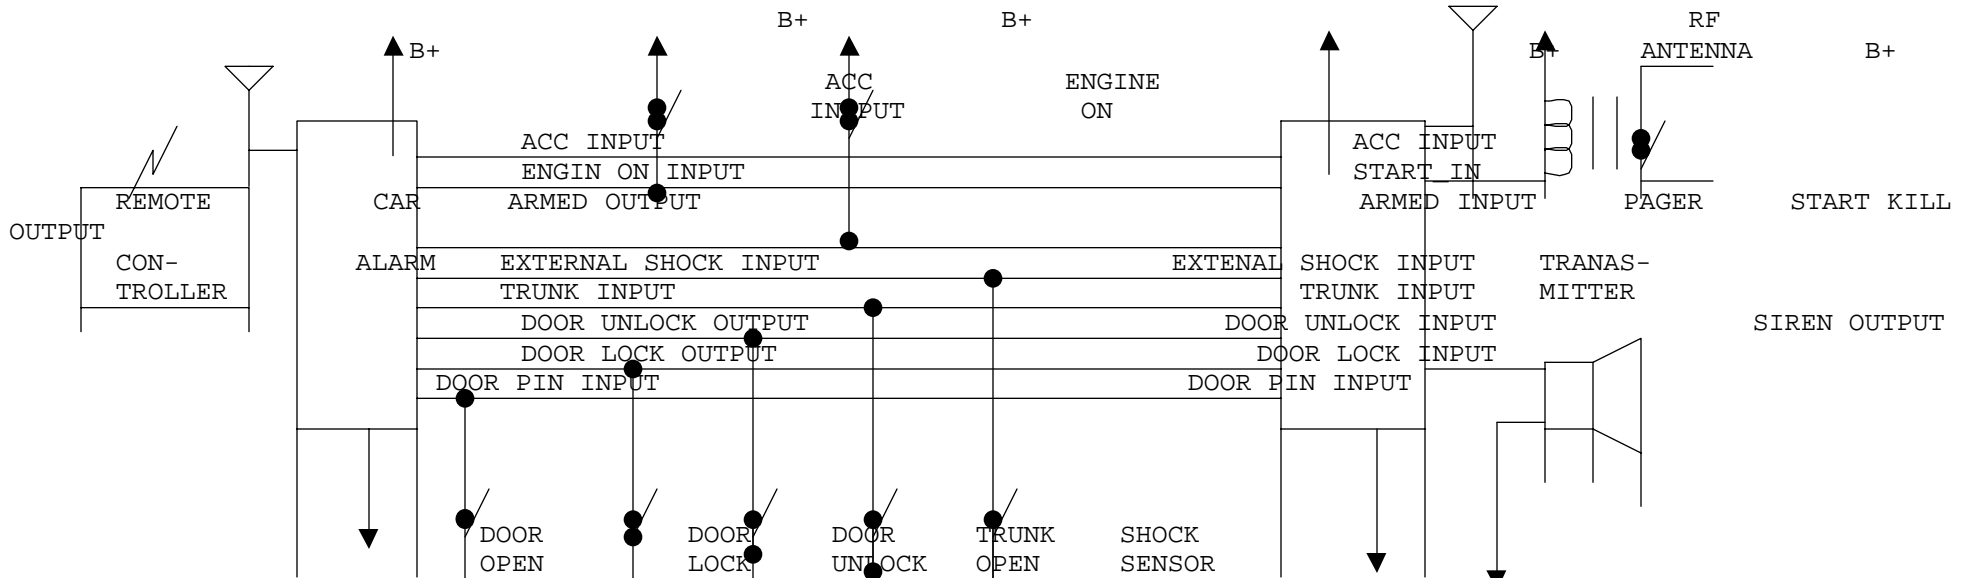 B+ B+ RF
B+ B+ ANTENNA B+
ACC ENGINE
INPUT ON
ACC INPUT ACC INPUT
ENGIN ON INPUT START_IN
REMOTE CAR ARMED OUTPUT ARMED INPUT PAGER START KILL
OUTPUT
CON- ALARM EXTERNAL SHOCK INPUT EXTENAL SHOCK INPUT TRANAS-
TROLLER TRUNK INPUT TRUNK INPUT MITTER
DOOR UNLOCK OUTPUT DOOR UNLOCK INPUT SIREN OUTPUT
DOOR LOCK OUTPUT DOOR LOCK INPUT
DOOR PIN INPUT DOOR PIN INPUT
DOOR DOOR DOOR TRUNK SHOCK
OPEN LOCK UNLOCK OPEN SENSOR